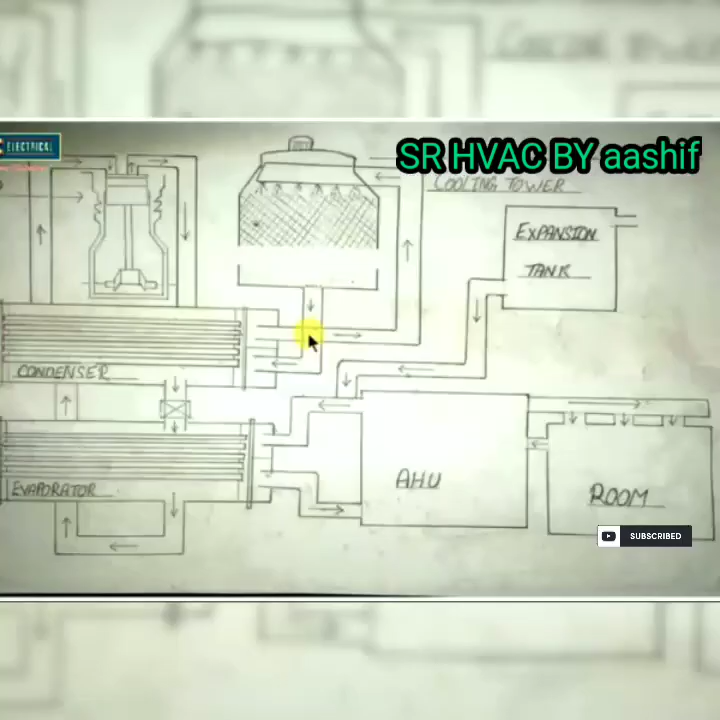 ELECTRICAL
SR HVAC BY aashif
COOLING TOWER
EXPANSION
TANK
CONDENSER
EVAPORATOR
AHU
ROOM
SUBSCRIBED